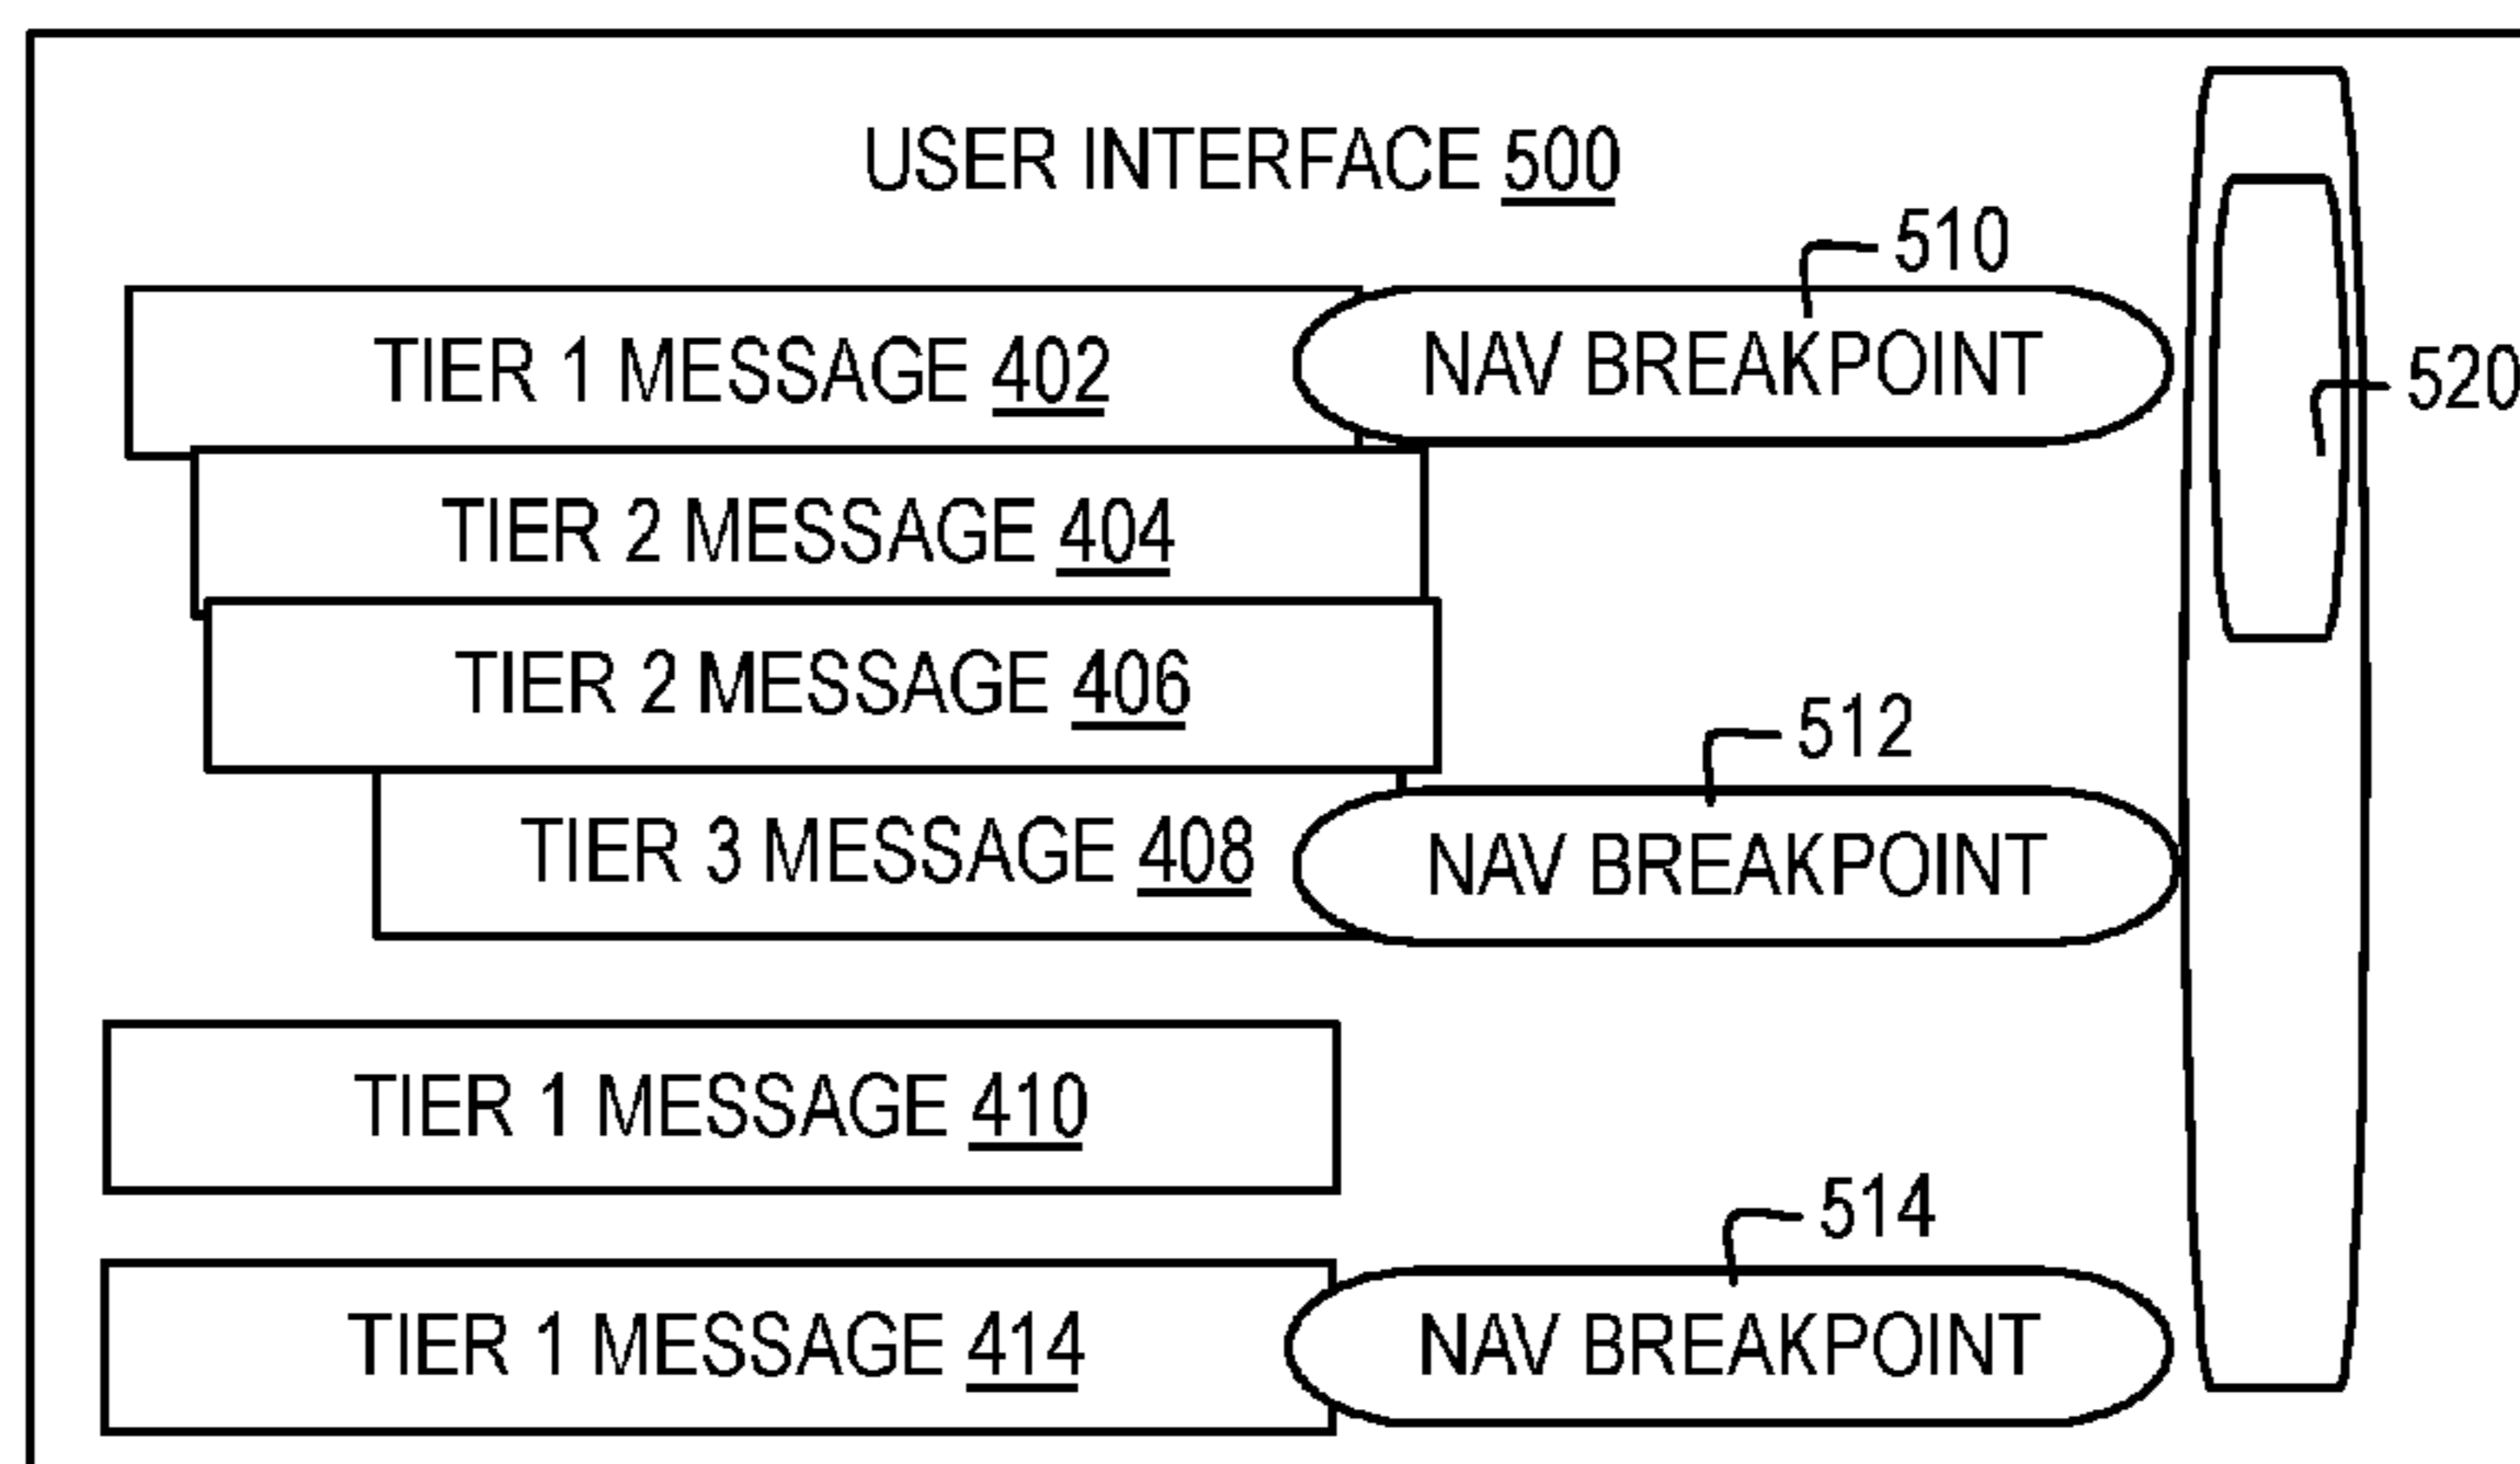 USER INTERFACE 500
510
TIER 1 MESSAGE 402 NAV BREAKPOINT
520
TIER 2 MESSAGE 404
TIER 2 MESSAGE 406
512
TIER 3 MESSAGE 408 NAV BREAKPOINT
TIER 1 MESSAGE 410
514
TIER 1 MESSAGE 414 NAV BREAKPOINT